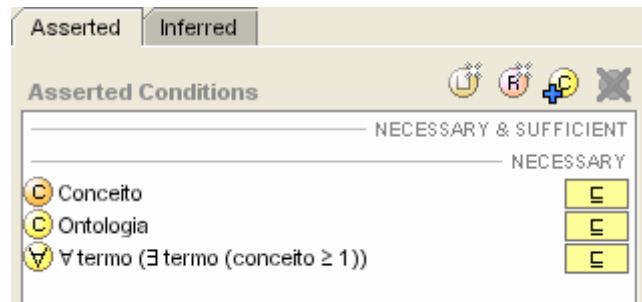 Asserted Inferred
Asserted Conditions
NECESSARY & SUFFICIENT
NECESSARY
C Conceito ⊑
C Ontologia ⊑
∀ ∀ termo (∃ termo (conceito ≥ 1)) ⊑